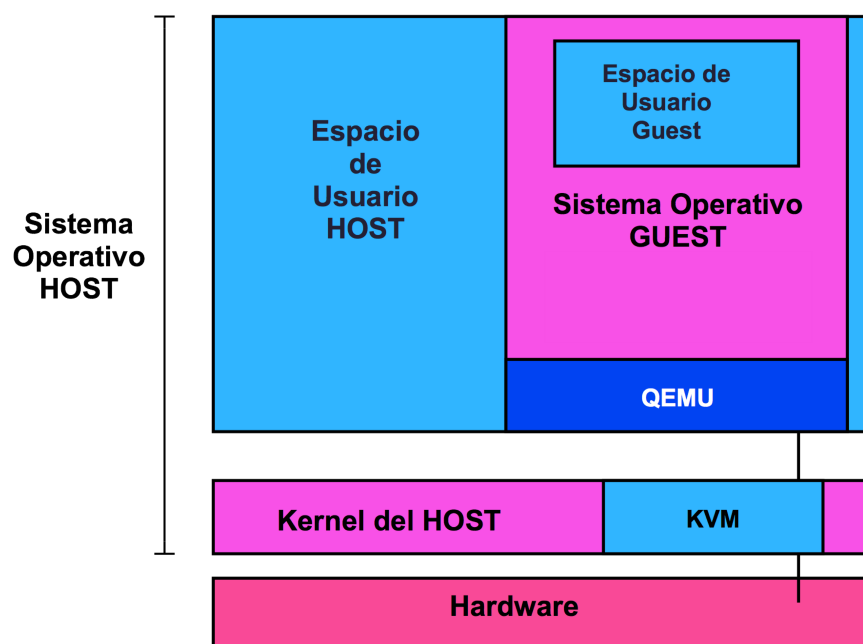 Sistema
Operativo
HOST
Espacio
de
Usuario
HOST
Espacio de
Usuario
Guest
Sistema Operativo
GUEST
QEMU
Kernel del HOST
KVM
Hardware